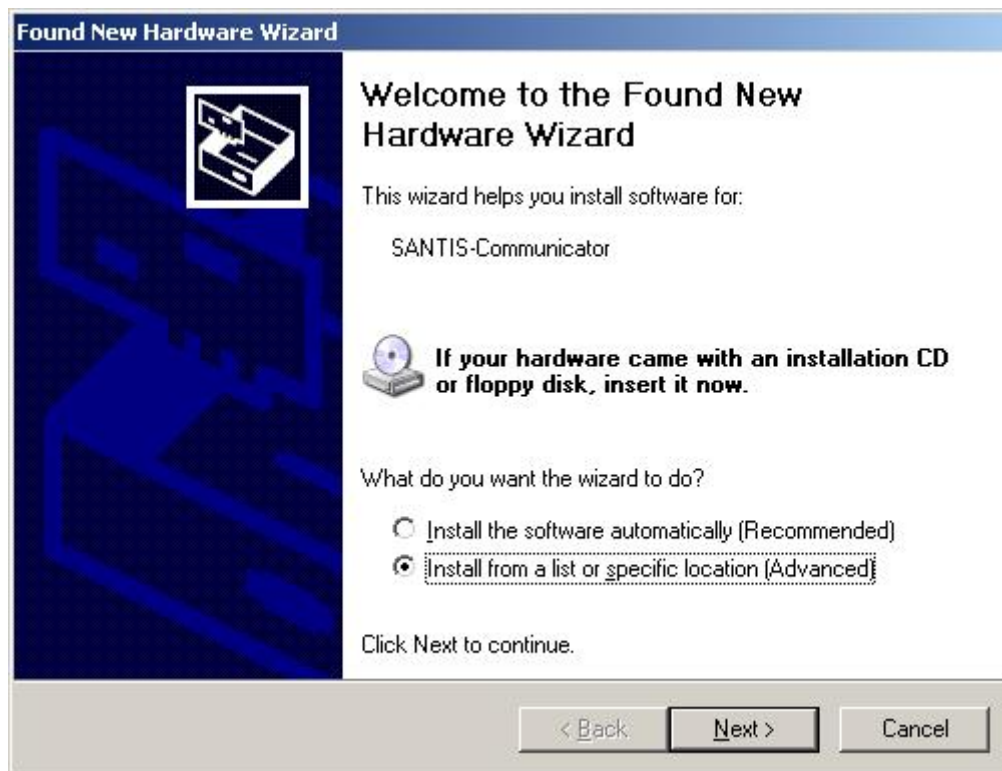 Found New Hardware Wizard
Welcome to the Found New
Hardware Wizard
This wizard helps you install software for:
SANTIS-Communicator
If your hardware came with an installation CD
or floppy disk, insert it now.
What do you want the wizard to do?
Install the software automatically (Recommended)
Install from a list or specific location (Advanced)
Click Next to continue.
< Back Next > Cancel